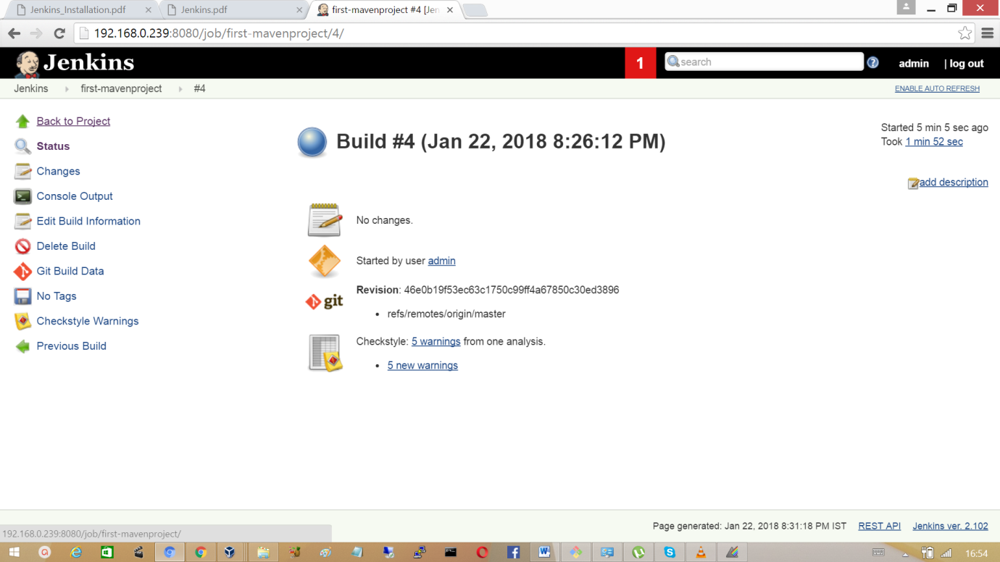 Jenkins_Installation.pdf
Jenkins.pdf
first-mavenproject #4 [Jen
192.168.0.239:8080/job/first-mavenproject/4/
Jenkins
1
search
admin
| log out
Jenkins
first-mavenproject
#4
ENABLE AUTO REFRESH
Back to Project
Status
Changes
Console Output
Edit Build Information
Delete Build
Git Build Data
No Tags
Checkstyle Warnings
Previous Build
Build #4 (Jan 22, 2018 8:26:12 PM)
Started 5 min 5 sec ago
Took 1 min 52 sec
add description
No changes.
Started by user admin
git
Revision: 46e0b19f53ec63c1750c99ff4a67850c30ed3896
refs/remotes/origin/master
Checkstyle: 5 warnings from one analysis.
5 new warnings
192.168.0.239:8080/job/first-mavenproject/
Page generated: Jan 22, 2018 8:31:18 PM IST
REST API
Jenkins ver. 2.102
16:54